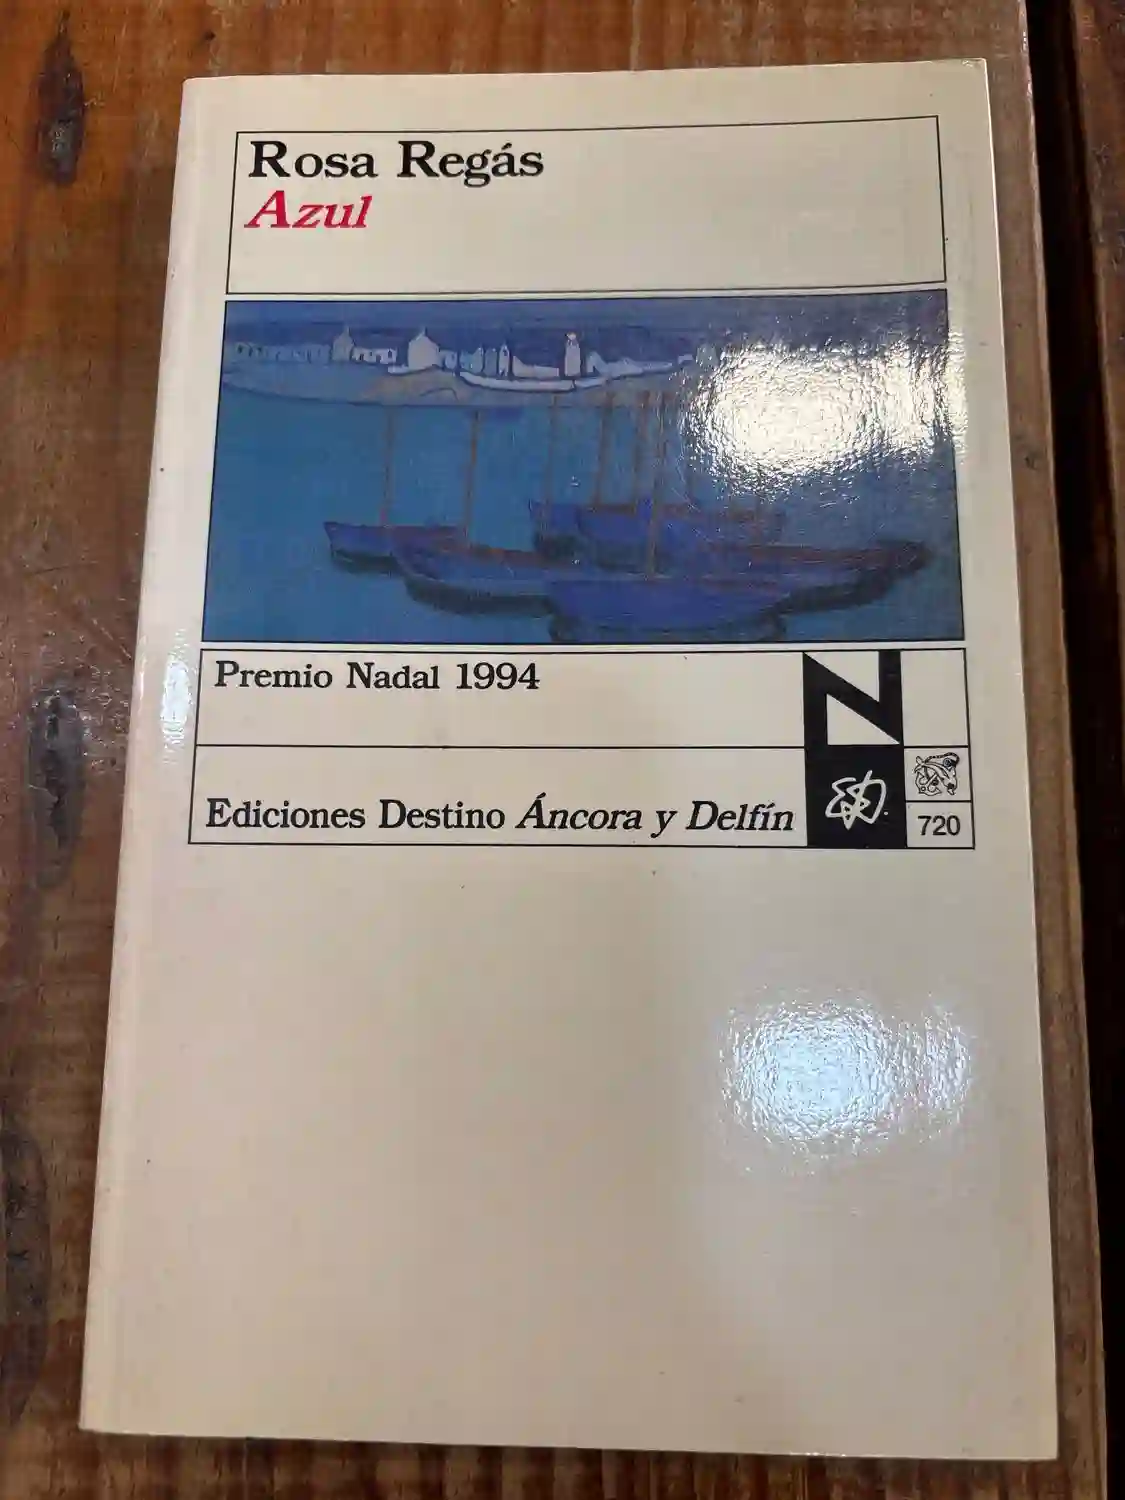 Rosa Regás
Azul
Premio Nadal 1994
Ediciones Destino Áncora y Delfín
N
720